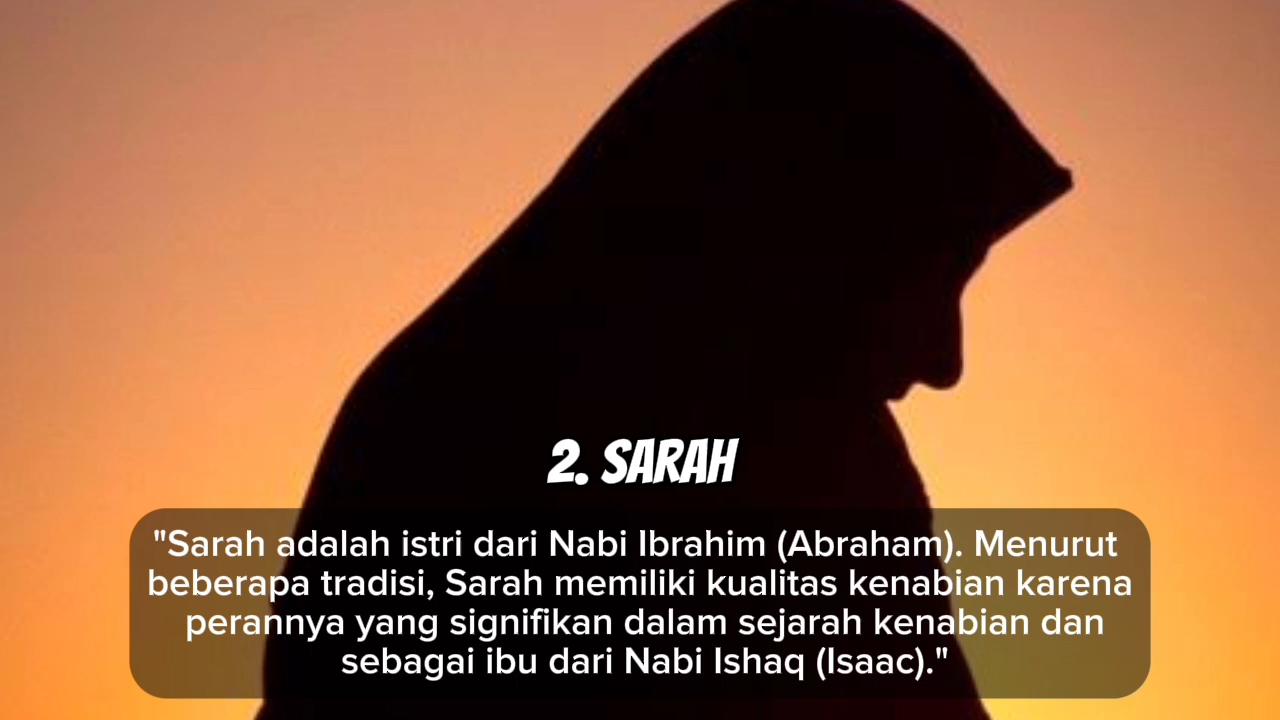 2. SARAH
"Sarah adalah istri dari Nabi Ibrahim (Abraham). Menurut
beberapa tradisi, Sarah memiliki kualitas kenabian karena
perannya yang signifikan dalam sejarah kenabian dan
sebagai ibu dari Nabi Ishaq (Isaac)."